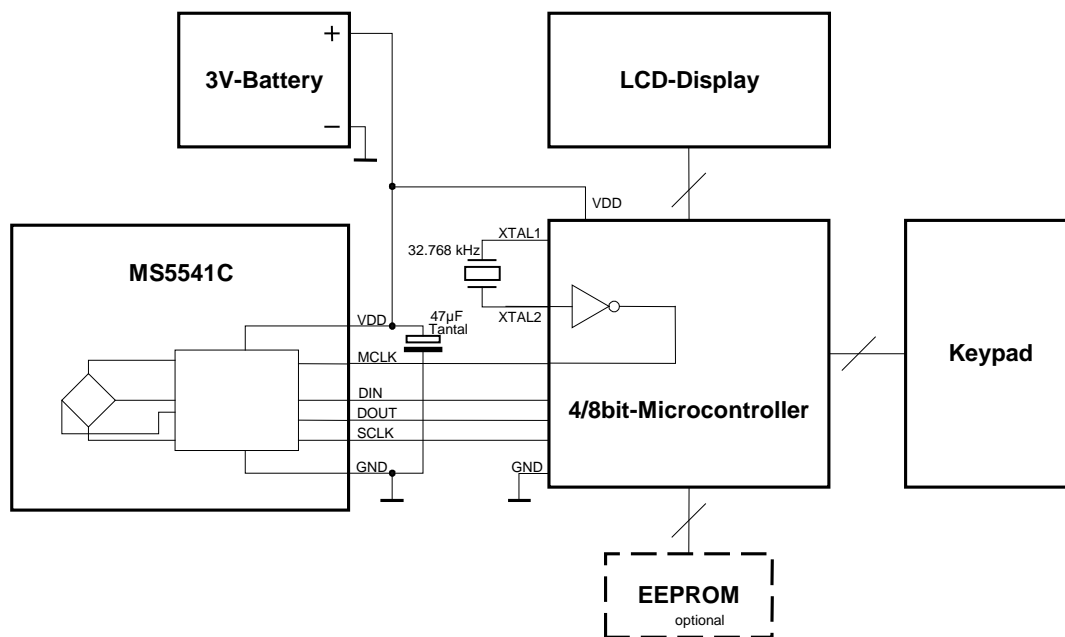 +
3V-Battery
−
LCD-Display
VDD
XTAL1
32.768 kHz
XTAL2
MS5541C
VDD
47µF
Tantal
MCLK
DIN
DOUT
SCLK
GND
4/8bit-Microcontroller
GND
Keypad
EEPROM
optional